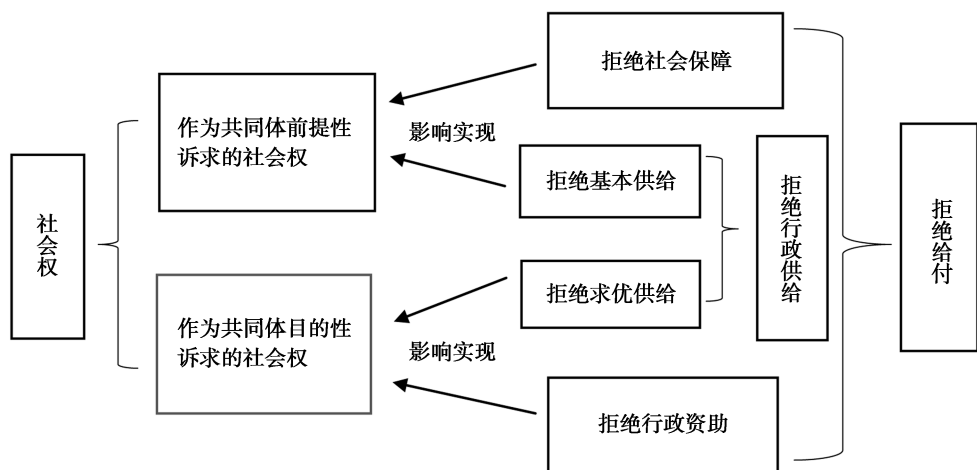 社会权
作为共同体前提性
诉求的社会权
作为共同体目的性
诉求的社会权
影响实现
影响实现
拒绝社会保障
拒绝基本供给
拒绝求优供给
拒绝行政资助
拒绝行政供给
拒绝给付